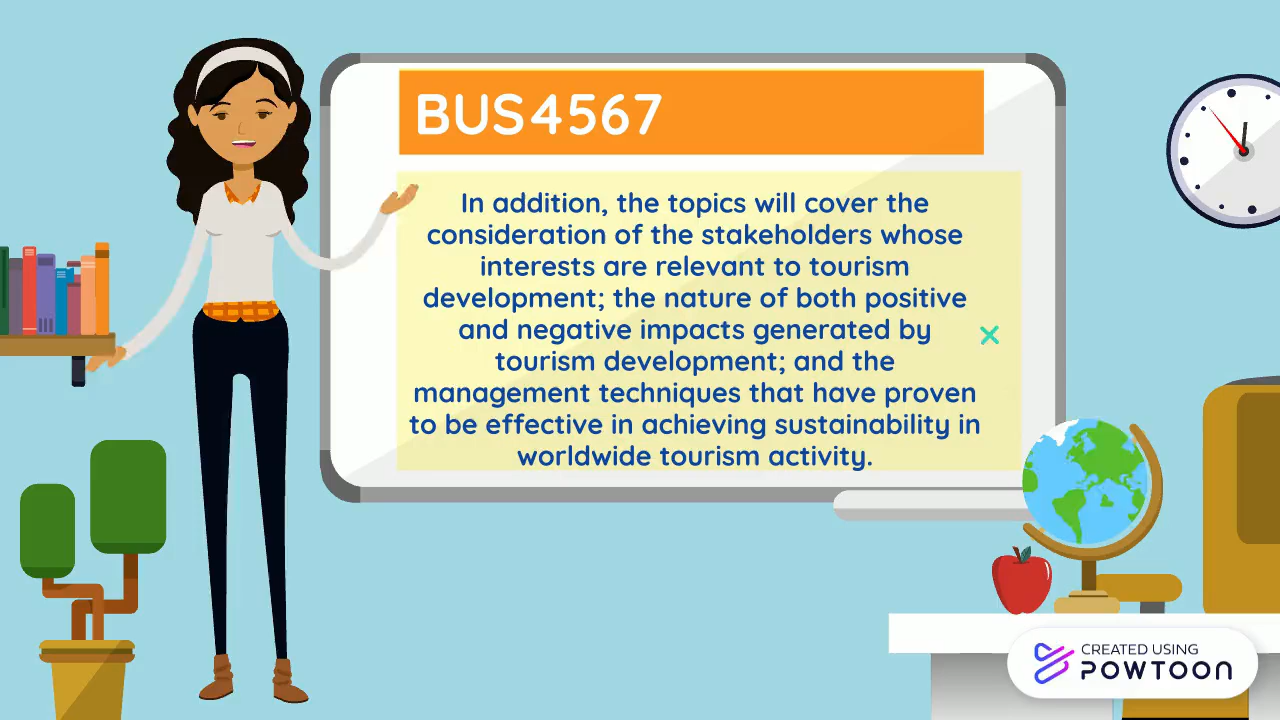 BUS4567
In addition, the topics will cover the
consideration of the stakeholders whose
interests are relevant to tourism
development; the nature of both positive
and negative impacts generated by
tourism development; and the
management techniques that have proven
to be effective in achieving sustainability in
worldwide tourism activity.
CREATED USING
POWTOON